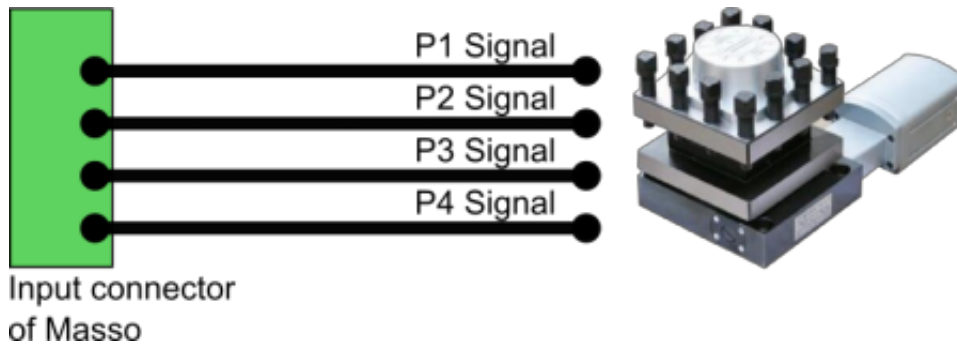 P1 Signal
P2 Signal
P3 Signal
P4 Signal
Input connector
of Masso